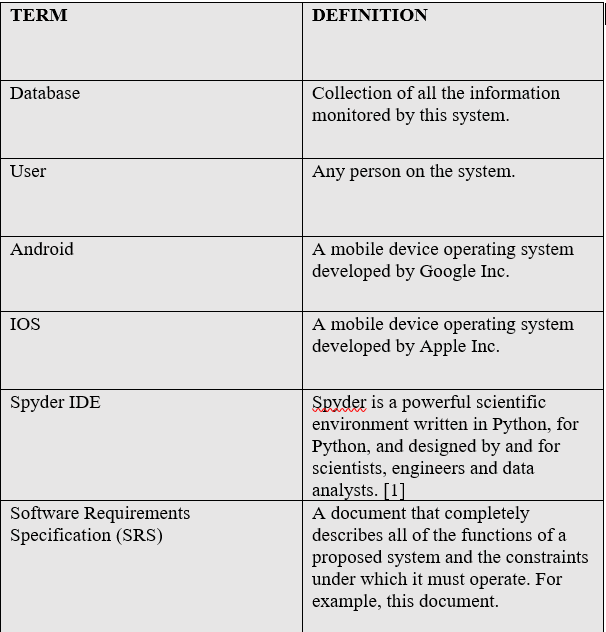 TERM DEFINITION
Database Collection of all the information
monitored by this system.
User Any person on the system.
Android A mobile device operating system
developed by Google Inc.
IOS A mobile device operating system
developed by Apple Inc.
Spyder IDE Spyder is a powerful scientific
environment written in Python, for
Python, and designed by and for
scientists, engineers and data
analysts. [1]
Software Requirements
Specification (SRS)
A document that completely
describes all of the functions of a
proposed system and the constraints
under which it must operate. For
example, this document.